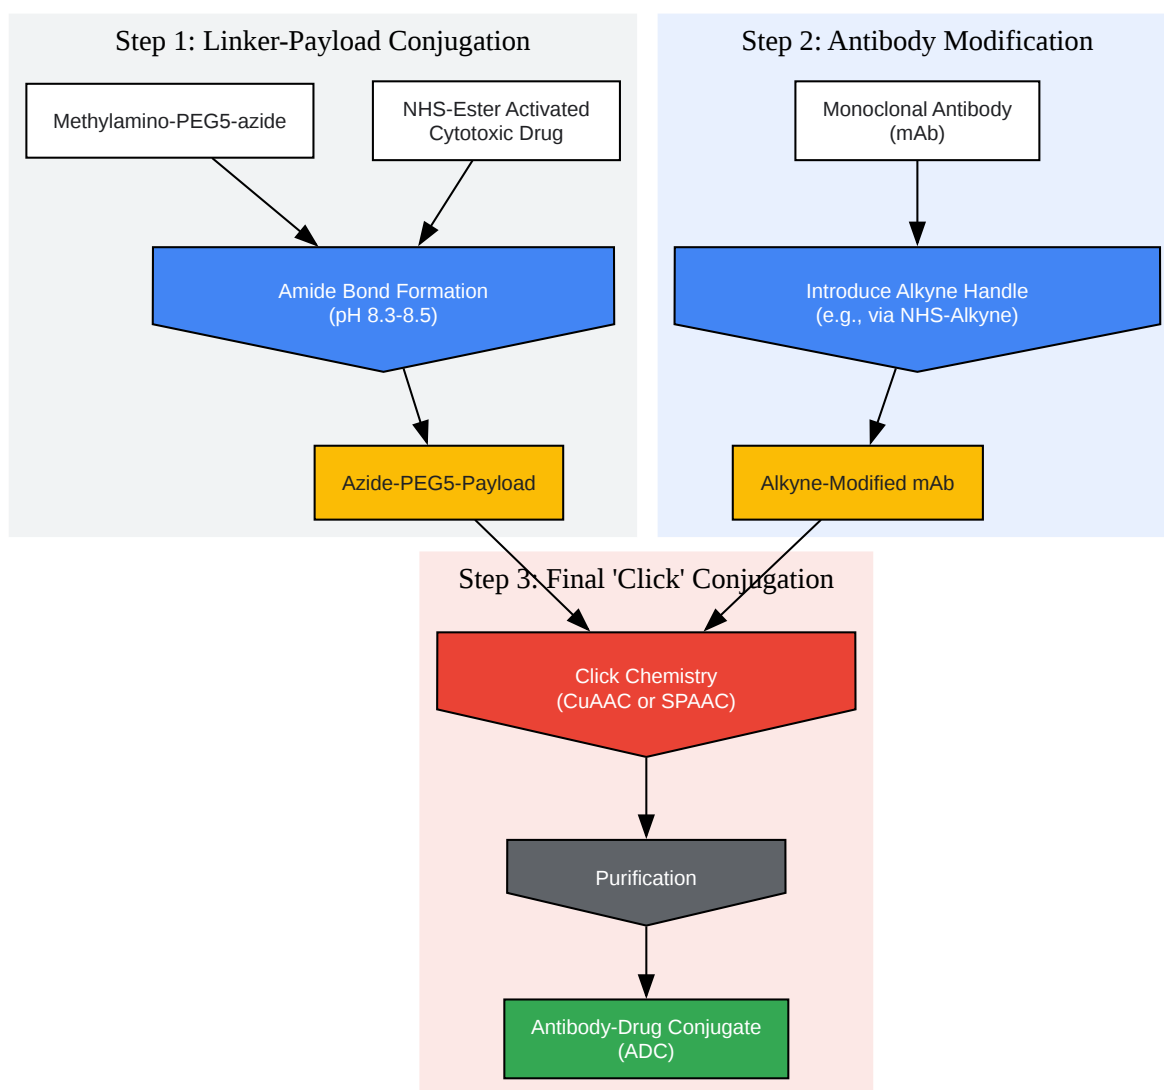 Step 1: Linker-Payload Conjugation
Methylamino-PEG5-azide
NHS-Ester Activated
Cytotoxic Drug
Amide Bond Formation
(pH 8.3-8.5)
Azide-PEG5-Payload
Step 2: Antibody Modification
Monoclonal Antibody
(mAb)
Introduce Alkyne Handle
(e.g., via NHS-Alkyne)
Alkyne-Modified mAb
Step 3: Final 'Click' Conjugation
Click Chemistry
(CuAAC or SPAAC)
Purification
Antibody-Drug Conjugate
(ADC)